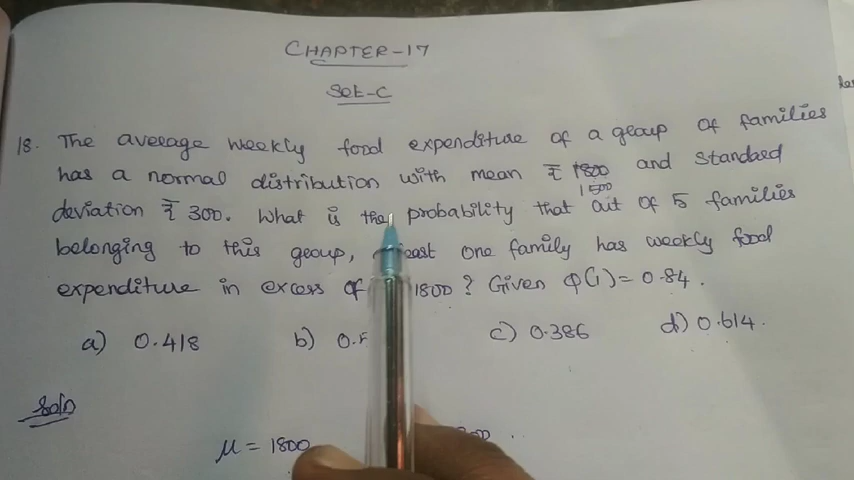 CHAPTER-17
Set-C
18. The average weekly food expenditure of a group of families
has a normal distribution with mean ₹ 1800 and standard
1500
deviation ₹ 300. What is the probability that out of 5 families
belonging to this group, least one family has weekly food
expenditure in excess of 1800? Given φ(1) = 0.84.
a) 0.418 b) 0. c) 0.386 d) 0.614.
Soln
μ = 1800